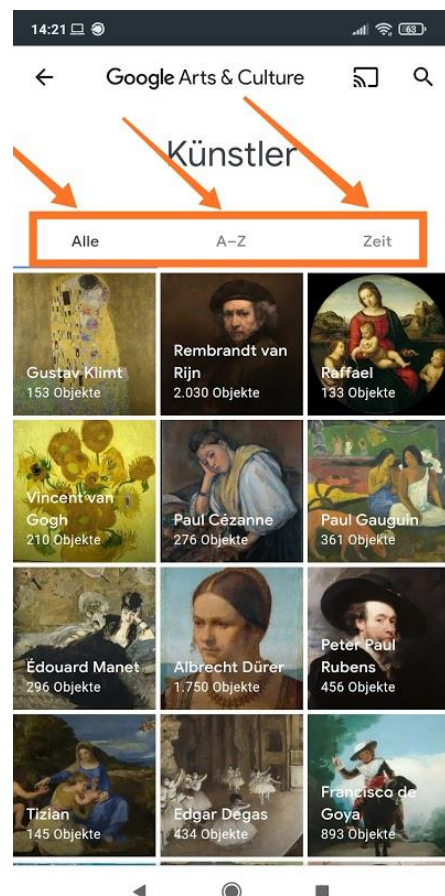 14:21
63
Google Arts & Culture
Künstler
Alle
A–Z
Zeit
Gustav Klimt
153 Objekte
Rembrandt van
Rijn
2.030 Objekte
Raffael
133 Objekte
Vincent van
Gogh
210 Objekte
Paul Cézanne
276 Objekte
Paul Gauguin
361 Objekte
Édouard Manet
296 Objekte
Albrecht Dürer
1.750 Objekte
Peter Paul
Rubens
456 Objekte
Tizian
145 Objekte
Edgar Degas
434 Objekte
Francisco de
Goya
893 Objekte